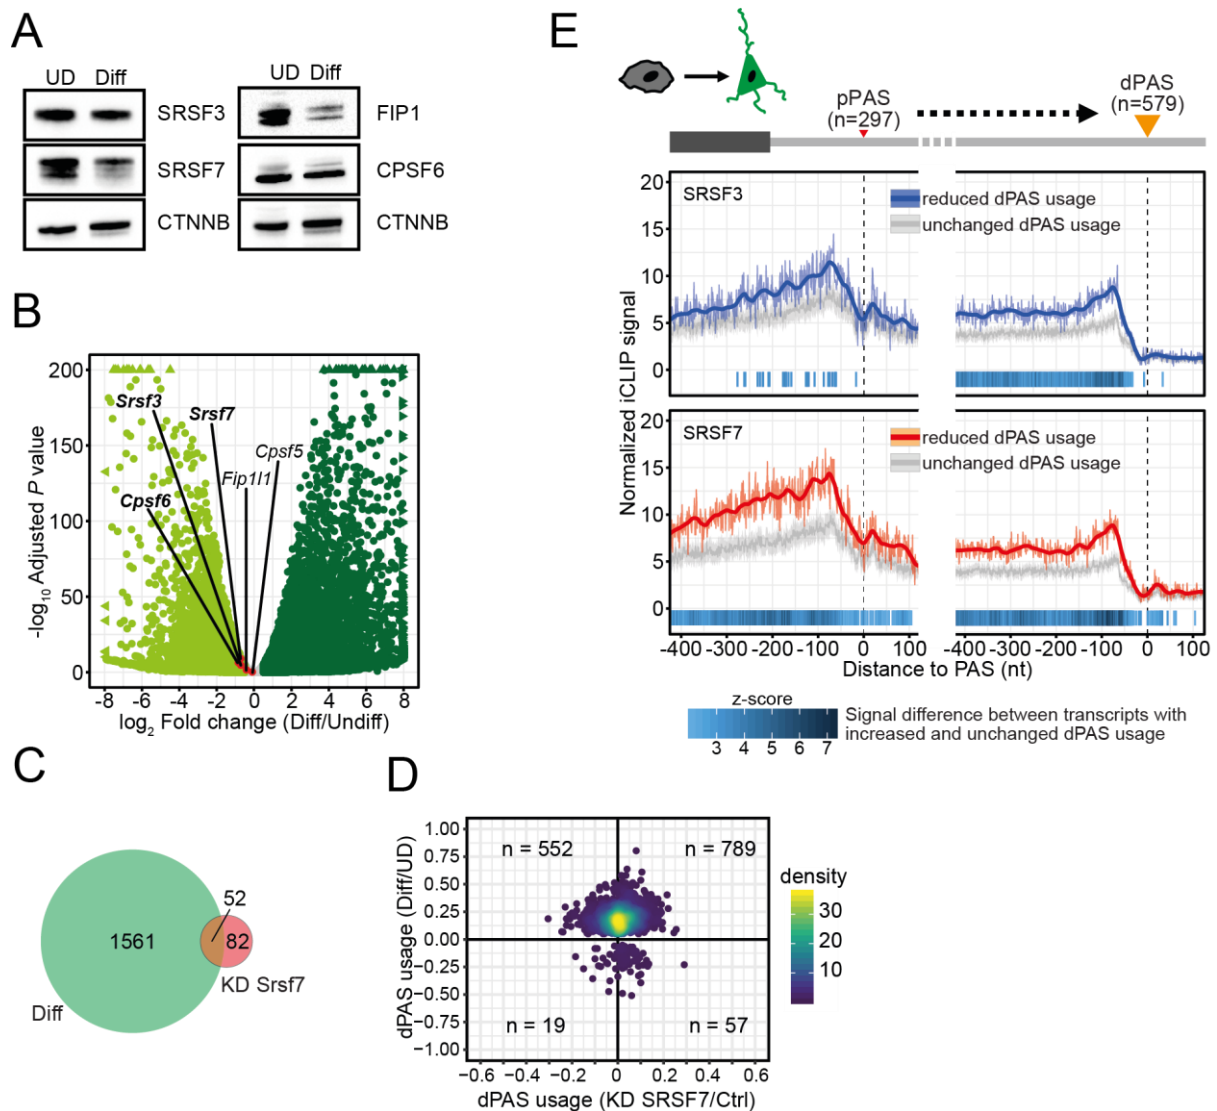 A
UD Diff
SRSF3
SRSF7
CTNNB
UD Diff
FIP1
CPSF6
CTNNB
B
200
150
100
50
0
-log10 Adjusted P value
Srsf3
Srsf7
Cpsf5
Fip1l1
Cpsf6
-8 -6 -4 -2 0 2 4 6 8
log2 Fold change (Diff/Undiff)
C
52
1561
82
KD Srsf7
Diff
D
1.00
0.75
0.50
0.25
0.00
−0.25
−0.50
−0.75
−1.00
dPAS usage (Diff/UD)
n = 552
n = 789
n = 19
n = 57
-0.6 -0.4 -0.2 0 0.2 0.4 0.6
dPAS usage (KD SRSF7/Ctrl)
density
30
20
10
E
pPAS
(n=297)
dPAS
(n=579)
20
15
10
5
0
SRSF3
reduced dPAS usage
unchanged dPAS usage
Normalized iCLIP signal
20
15
10
5
0
SRSF7
reduced dPAS usage
unchanged dPAS usage
-400 -300 -200 -100 0 100
-400 -300 -200 -100 0 100
Distance to PAS (nt)
z-score
3 4 5 6 7
Signal difference between transcripts with
increased and unchanged dPAS usage